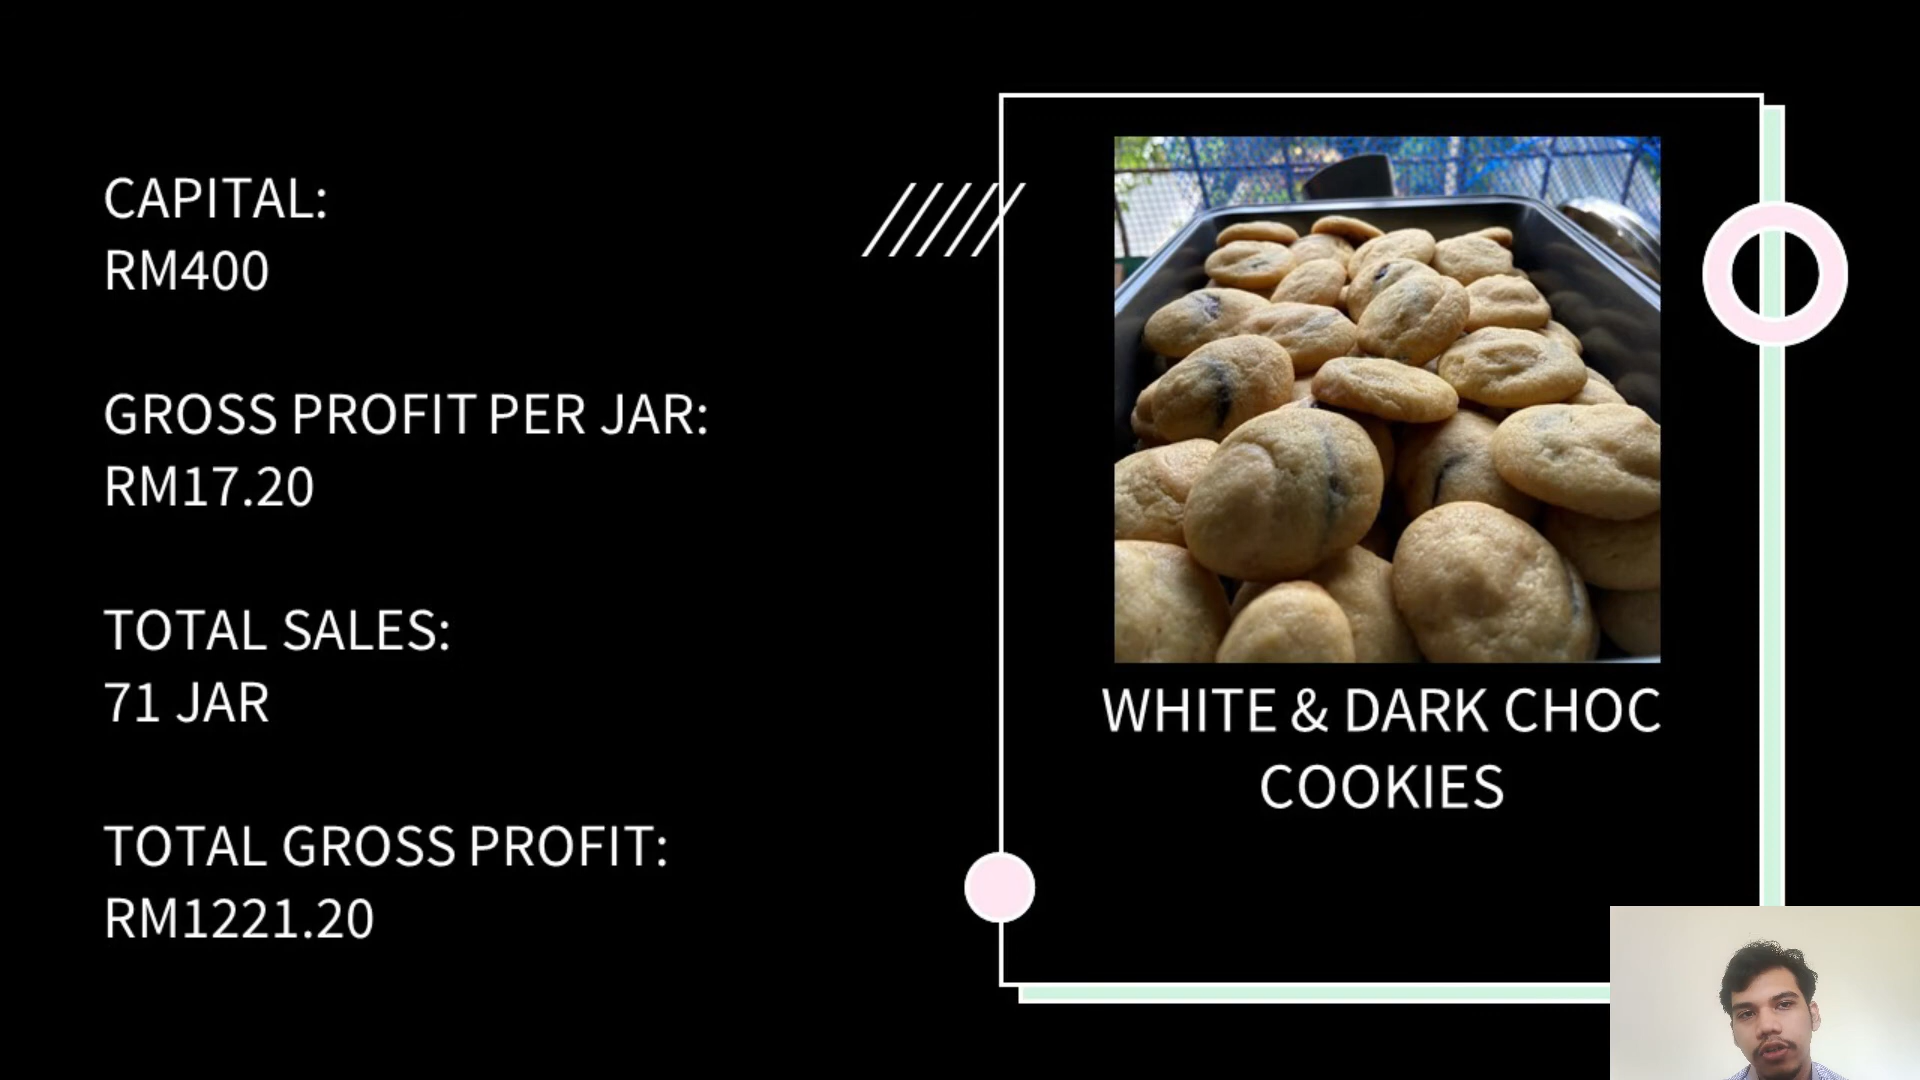 CAPITAL:
RM400
GROSS PROFIT PER JAR:
RM17.20
TOTAL SALES:
71 JAR
TOTAL GROSS PROFIT:
RM1221.20
WHITE & DARK CHOC
COOKIES